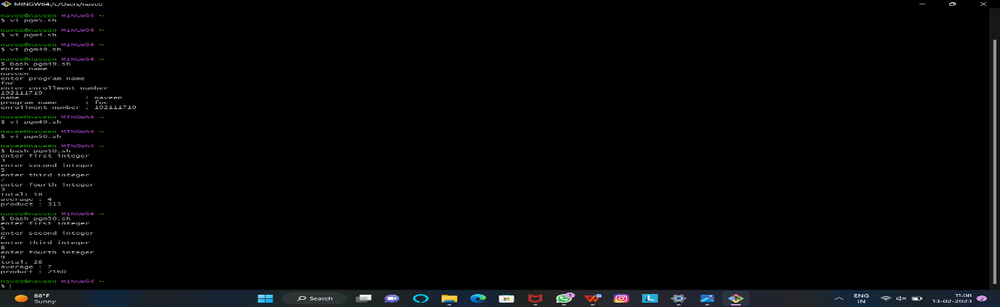 MINGW64:/c/Users/navee
navee@naveen MINGW64 ~
$ vi pgm5.sh
navee@naveen MINGW64 ~
$ vi pgm4.sh
navee@naveen MINGW64 ~
$ vi pgm49.sh
navee@naveen MINGW64 ~
$ bash pgm49.sh
enter name
naveen
enter program name
foc
enter enrollment number
192111719
name : naveen
program name : foc
enrollment number : 192111719
navee@naveen MINGW64 ~
$ vi pgm49.sh
navee@naveen MINGW64 ~
$ vi pgm50.sh
navee@naveen MINGW64 ~
$ bash pgm50.sh
enter first integer
3
enter second integer
5
enter third integer
7
enter fourth integer
3
total: 18
average : 4
product : 315
navee@naveen MINGW64 ~
$ bash pgm50.sh
enter first integer
5
enter second integer
6
enter third integer
8
enter fourth integer
9
total: 28
average : 7
product : 2160
navee@naveen MINGW64 ~
$
88°F
Sunny
Search
1
L
ENG
IN
11:08
13-02-2023
2